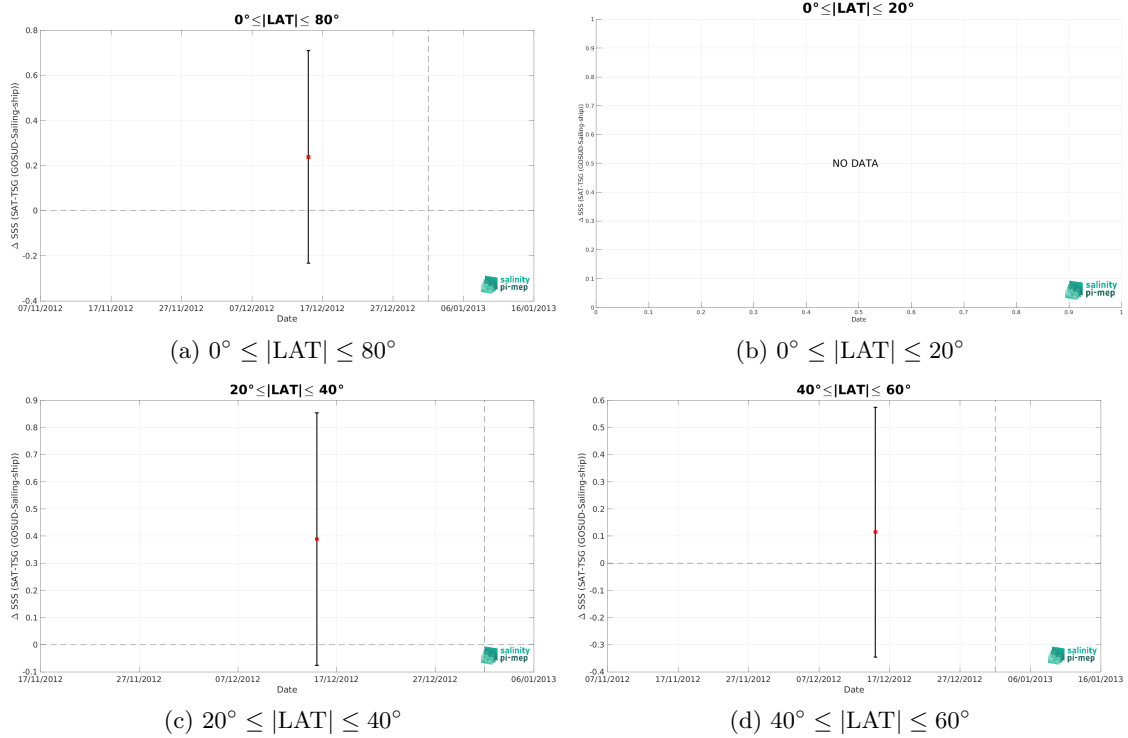 0°≤|LAT|≤ 80°
0.8
0.6
0.4
0.2
0
-0.2
-0.4
Δ SSS (SAT-TSG (GOSUD-Sailing-ship))
07/11/2012 17/11/2012 27/11/2012 07/12/2012 17/12/2012 27/12/2012 06/01/2013 16/01/2013
Date
salinity
pi-mep
(a) 0° ≤ |LAT| ≤ 80°
0°≤|LAT|≤ 20°
1
0.9
0.8
0.7
0.6
0.5
0.4
0.3
0.2
0.1
0
Δ SSS (SAT-TSG (GOSUD-Sailing-ship))
NO DATA
0 0.1 0.2 0.3 0.4 0.5 0.6 0.7 0.8 0.9 1
Date
salinity
pi-mep
(b) 0° ≤ |LAT| ≤ 20°
20°≤|LAT|≤ 40°
0.9
0.8
0.7
0.6
0.5
0.4
0.3
0.2
0.1
0
-0.1
Δ SSS (SAT-TSG (GOSUD-Sailing-ship))
17/11/2012 27/11/2012 07/12/2012 17/12/2012 27/12/2012 06/01/2013
Date
salinity
pi-mep
(c) 20° ≤ |LAT| ≤ 40°
40°≤|LAT|≤ 60°
0.6
0.5
0.4
0.3
0.2
0.1
0
-0.1
-0.2
-0.3
-0.4
Δ SSS (SAT-TSG (GOSUD-Sailing-ship))
07/11/2012 17/11/2012 27/11/2012 07/12/2012 17/12/2012 27/12/2012 06/01/2013 16/01/2013
Date
salinity
pi-mep
(d) 40° ≤ |LAT| ≤ 60°